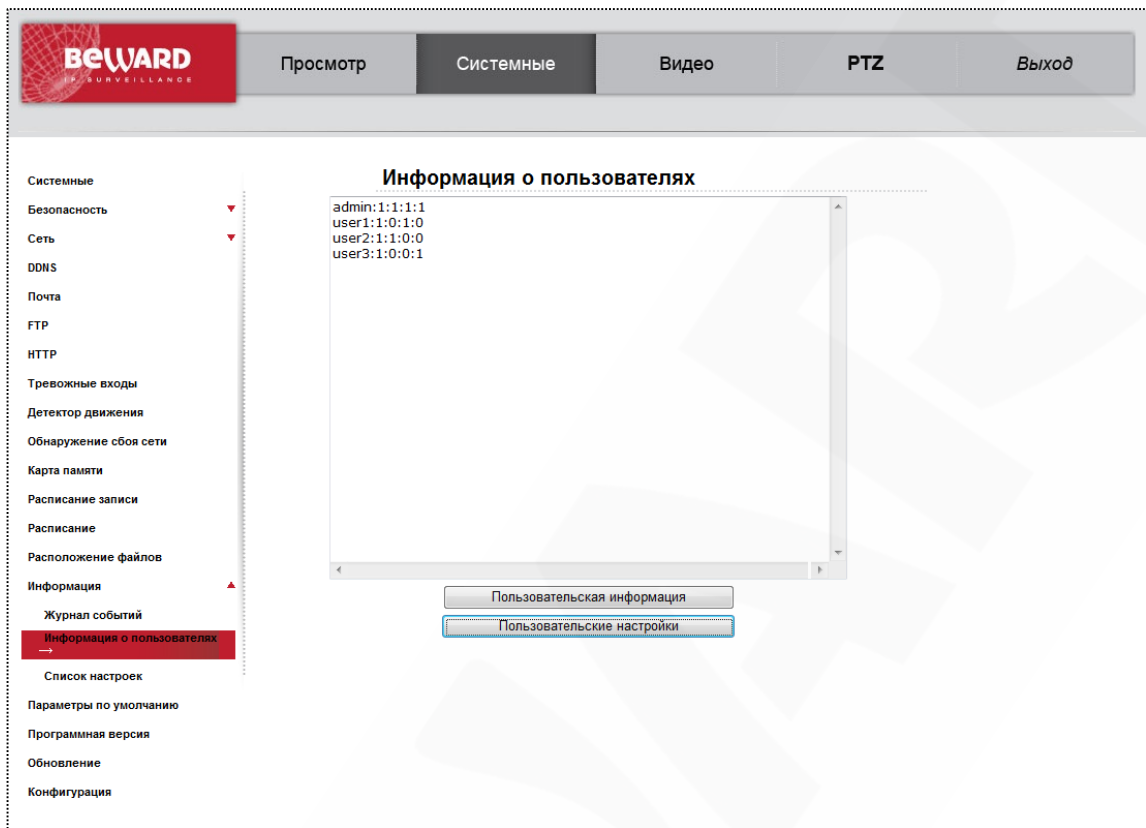 BEWARD
IP SURVEILLANCE
Просмотр
Системные
Видео
PTZ
Выход
Системные
Безопасность
Сеть
DDNS
Почта
FTP
HTTP
Тревожные входы
Детектор движения
Обнаружение сбоя сети
Карта памяти
Расписание записи
Расписание
Расположение файлов
Информация
Журнал событий
Информация о пользователях
→
Список настроек
Параметры по умолчанию
Программная версия
Обновление
Конфигурация
Информация о пользователях
admin:1:1:1:1
user1:1:0:1:0
user2:1:1:0:0
user3:1:0:0:1
Пользовательская информация
Пользовательские настройки